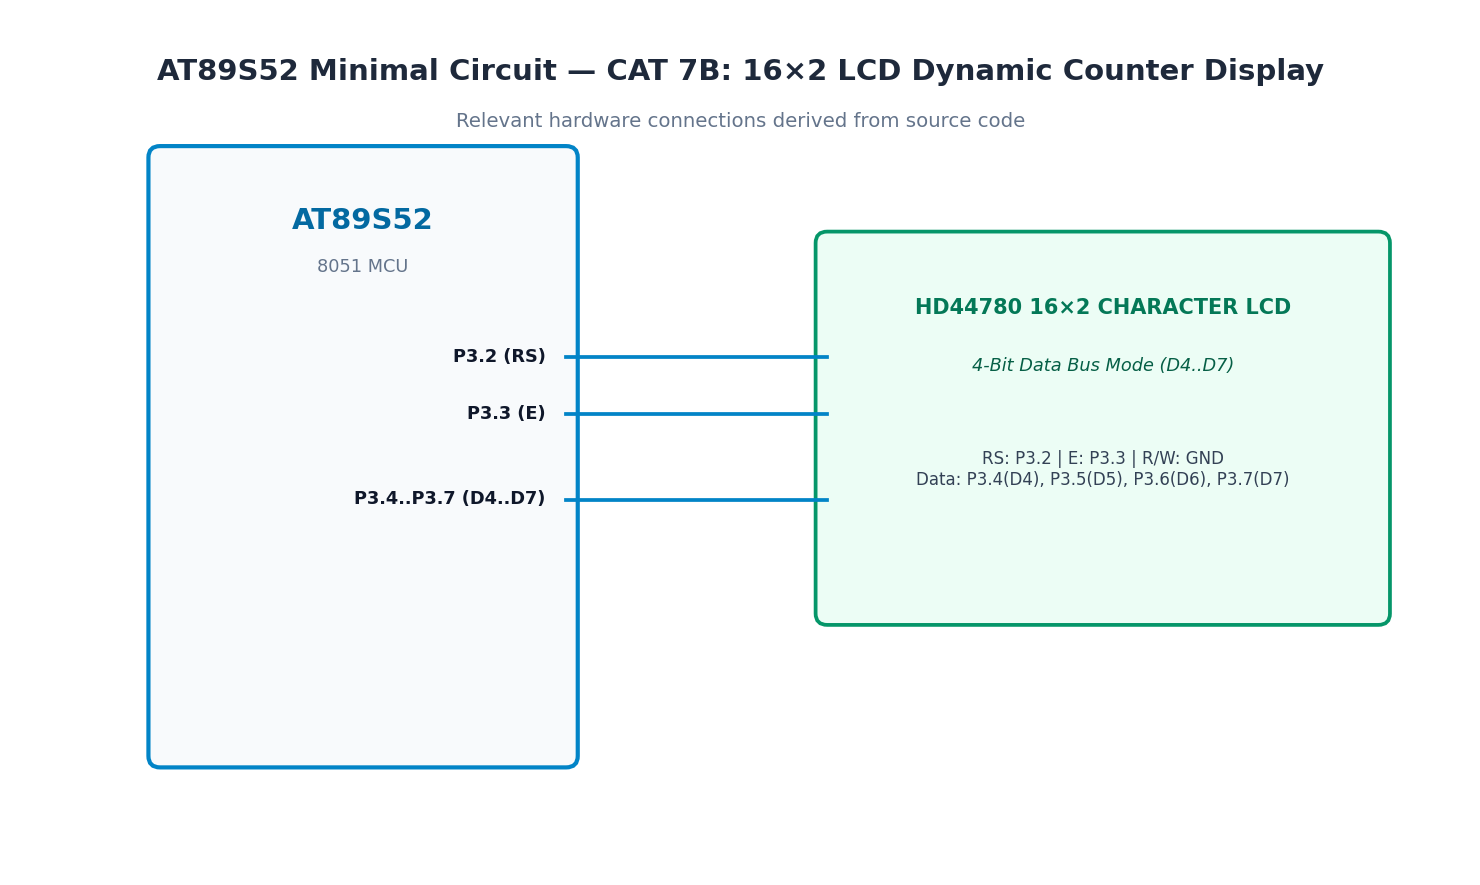 AT89S52 Minimal Circuit — CAT 7B: 16×2 LCD Dynamic Counter Display
Relevant hardware connections derived from source code
AT89S52
8051 MCU
P3.2 (RS)
P3.3 (E)
P3.4..P3.7 (D4..D7)
HD44780 16×2 CHARACTER LCD
4-Bit Data Bus Mode (D4..D7)
RS: P3.2 | E: P3.3 | R/W: GND
Data: P3.4(D4), P3.5(D5), P3.6(D6), P3.7(D7)